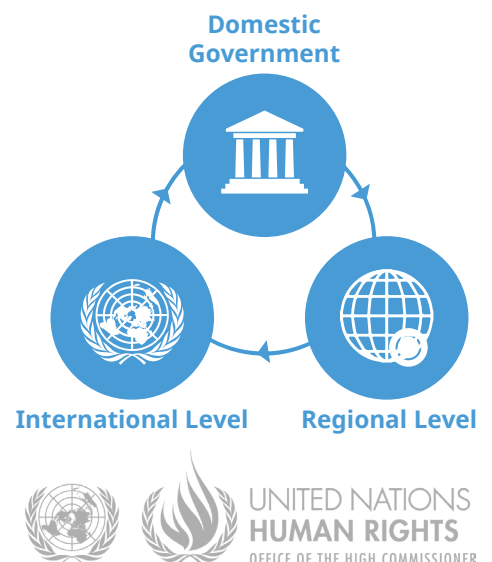 Domestic
Government
International Level
Regional Level
UNITED NATIONS
HUMAN RIGHTS
OFFICE OF THE HIGH COMMISSIONER